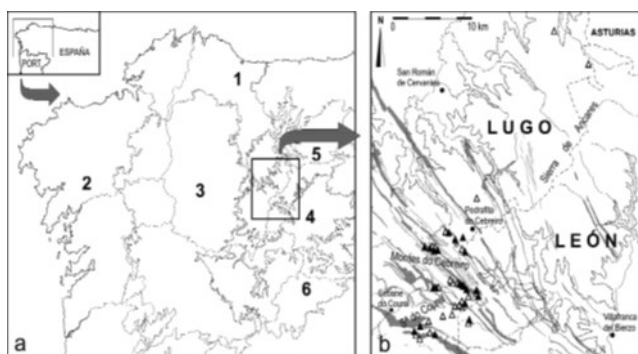 ESPAÑA
PORT.
1
2
3
5
4
6
a
N
0 10 km
ASTURIAS
San Román
de Cervantes
LUGO
Sierra de Ancares
Pedrafita
do Cebreiro
LEÓN
Montes do Cebreiro
do Courel
Villafranca
del Bierzo
b